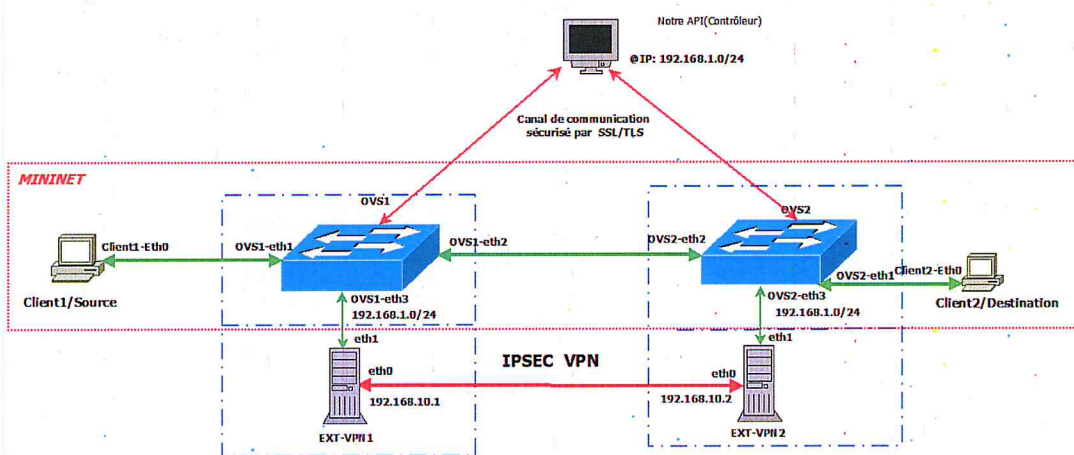 Notre API(Contrôleur)
@IP: 192.168.1.0/24
Canal de communication
sécurisé par SSL/TLS
MININET
OVS1
OVS2
Client1-Eth0
OVS1-eth1
OVS1-eth2
OVS2-eth2
OVS2-eth1
Client2-Eth0
Client1/Source
Client2/Destination
OVS1-eth3
192.168.1.0/24
OVS2-eth3
192.168.1.0/24
eth1
eth1
IPSEC VPN
eth0
eth0
192.168.10.1
192.168.10.2
EXT-VPN1
EXT-VPN2